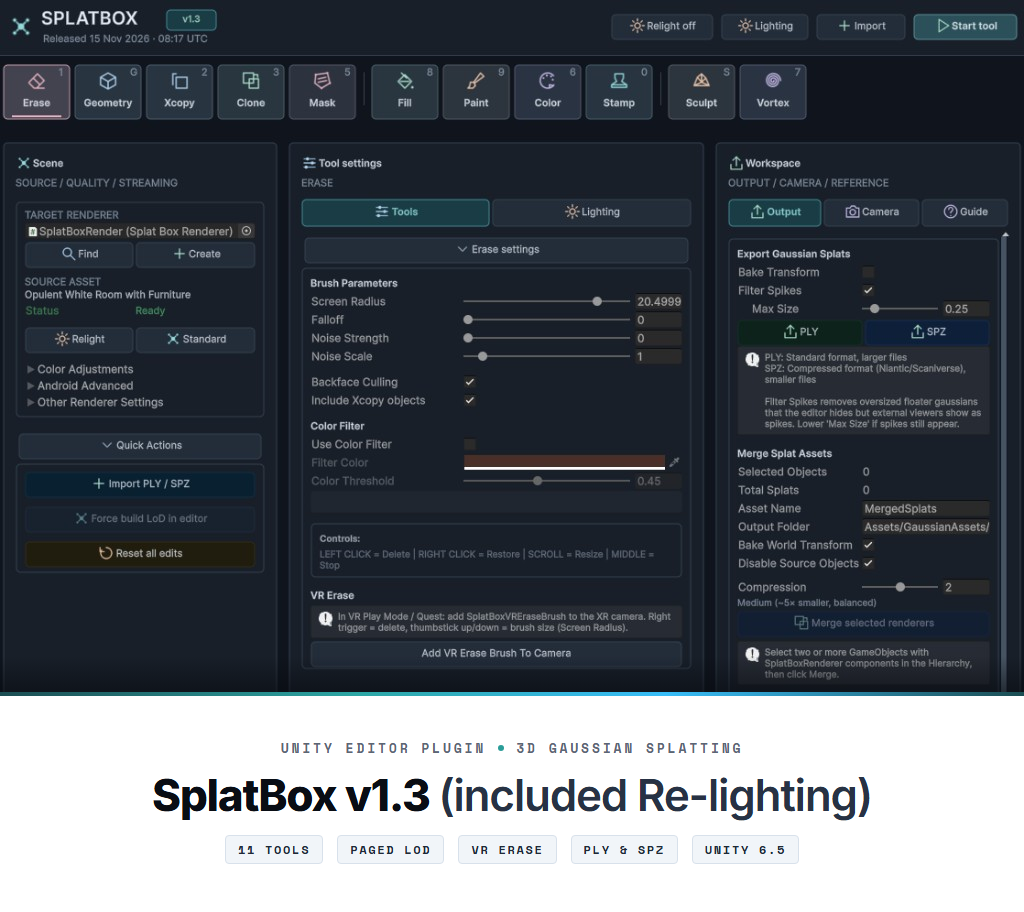 SPLATBOX v1.3
Released 15 Nov 2026 · 08:17 UTC
Relight off Lighting Import Start tool
1 G 2 3 5 8 9 6 0 S 7
Erase Geometry Xcopy Clone Mask Fill Paint Color Stamp Sculpt Vortex
Scene
SOURCE / QUALITY / STREAMING
TARGET RENDERER
SplatBoxRender (Splat Box Renderer)
Find Create
SOURCE ASSET
Opulent White Room with Furniture
Status Ready
Relight Standard
Color Adjustments
Android Advanced
Other Renderer Settings
Quick Actions
Import PLY / SPZ
Force build LoD in editor
Reset all edits
Tool settings
ERASE
Tools Lighting
Erase settings
Brush Parameters
Screen Radius 20.4999
Falloff 0
Noise Strength 0
Noise Scale 1
Backface Culling
Include Xcopy objects
Color Filter
Use Color Filter
Filter Color
Color Threshold 0.45
Controls:
LEFT CLICK = Delete | RIGHT CLICK = Restore | SCROLL = Resize | MIDDLE =
Stop
VR Erase
In VR Play Mode / Quest: add SplatBoxVREraseBrush to the XR camera. Right
trigger = delete, thumbstick up/down = brush size (Screen Radius).
Add VR Erase Brush To Camera
Workspace
OUTPUT / CAMERA / REFERENCE
Output Camera Guide
Export Gaussian Splats
Bake Transform
Filter Spikes
Max Size 0.25
PLY SPZ
PLY: Standard format, larger files
SPZ: Compressed format (Niantic/Scaniverse),
smaller files
Filter Spikes removes oversized floater gaussians
that the editor hides but external viewers show as
spikes. Lower 'Max Size' if spikes still appear.
Merge Splat Assets
Selected Objects 0
Total Splats 0
Asset Name MergedSplats
Output Folder Assets/GaussianAssets/
Bake World Transform
Disable Source Objects
Compression 2
Medium (~5× smaller, balanced)
Merge selected renderers
Select two or more GameObjects with
SplatBoxRenderer components in the Hierarchy,
then click Merge.
UNITY EDITOR PLUGIN • 3D GAUSSIAN SPLATTING
SplatBox v1.3 (included Re-lighting)
11 TOOLS PAGED LOD VR ERASE PLY & SPZ UNITY 6.5